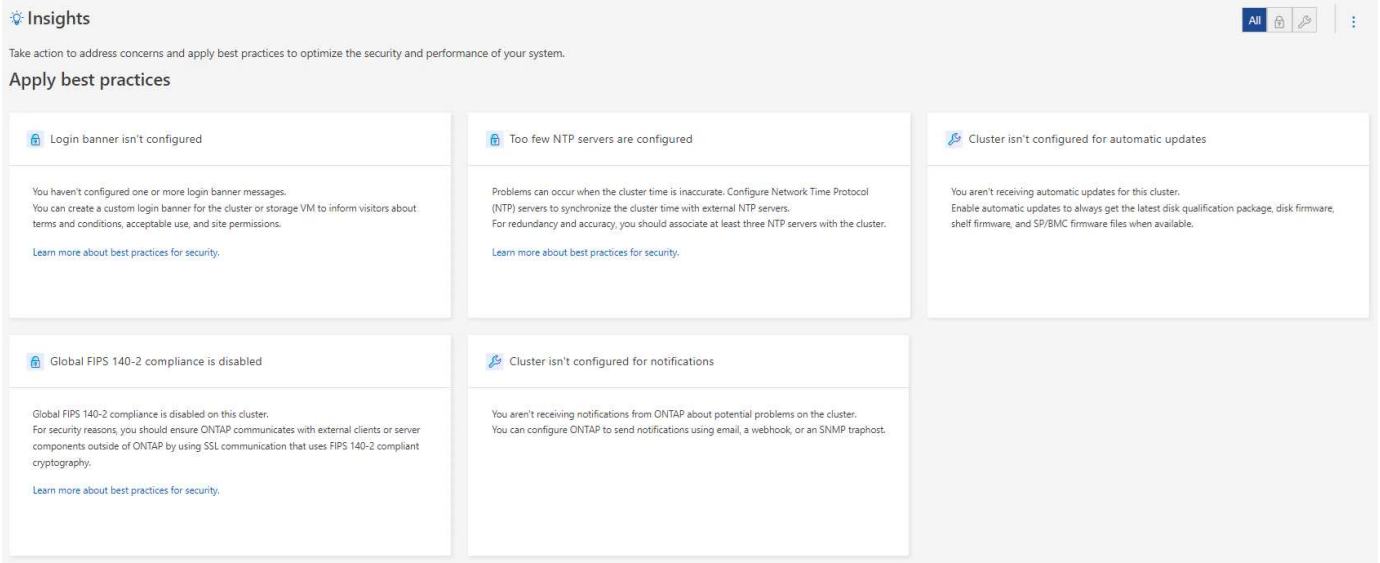 Insights
All
Take action to address concerns and apply best practices to optimize the security and performance of your system.
Apply best practices
Login banner isn't configured
You haven't configured one or more login banner messages.
You can create a custom login banner for the cluster or storage VM to inform visitors about
terms and conditions, acceptable use, and site permissions.
Learn more about best practices for security.
Too few NTP servers are configured
Problems can occur when the cluster time is inaccurate. Configure Network Time Protocol
(NTP) servers to synchronize the cluster time with external NTP servers.
For redundancy and accuracy, you should associate at least three NTP servers with the cluster.
Learn more about best practices for security.
Cluster isn't configured for automatic updates
You aren't receiving automatic updates for this cluster.
Enable automatic updates to always get the latest disk qualification package, disk firmware,
shelf firmware, and SP/BMC firmware files when available.
Global FIPS 140-2 compliance is disabled
Global FIPS 140-2 compliance is disabled on this cluster.
For security reasons, you should ensure ONTAP communicates with external clients or server
components outside of ONTAP by using SSL communication that uses FIPS 140-2 compliant
cryptography.
Learn more about best practices for security.
Cluster isn't configured for notifications
You aren't receiving notifications from ONTAP about potential problems on the cluster.
You can configure ONTAP to send notifications using email, a webhook, or an SNMP traphost.